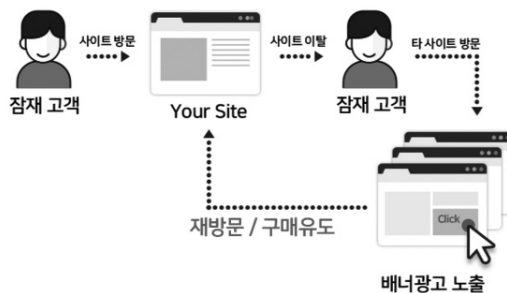 사이트 방문
사이트 이탈
타 사이트 방문
잠재 고객
Your Site
잠재 고객
Click
재방문 / 구매유도
배너광고 노출